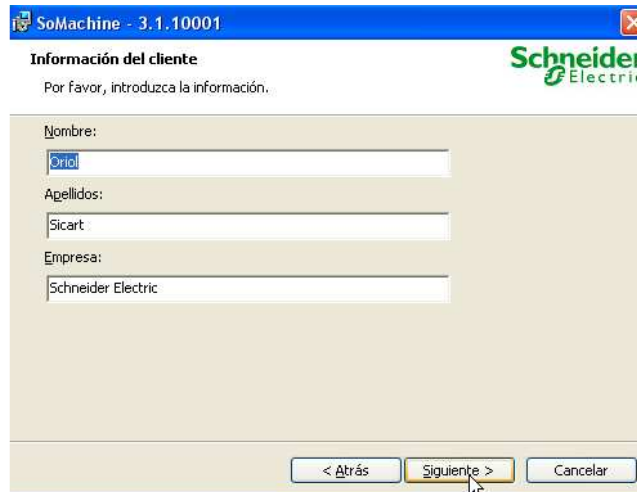 SoMachine - 3.1.10001
Información del cliente
Por favor, introduzca la información.
Schneider
Electric
Nombre:
Oriol
Apellidos:
Sicart
Empresa:
Schneider Electric
< Atrás
Siguiente >
Cancelar